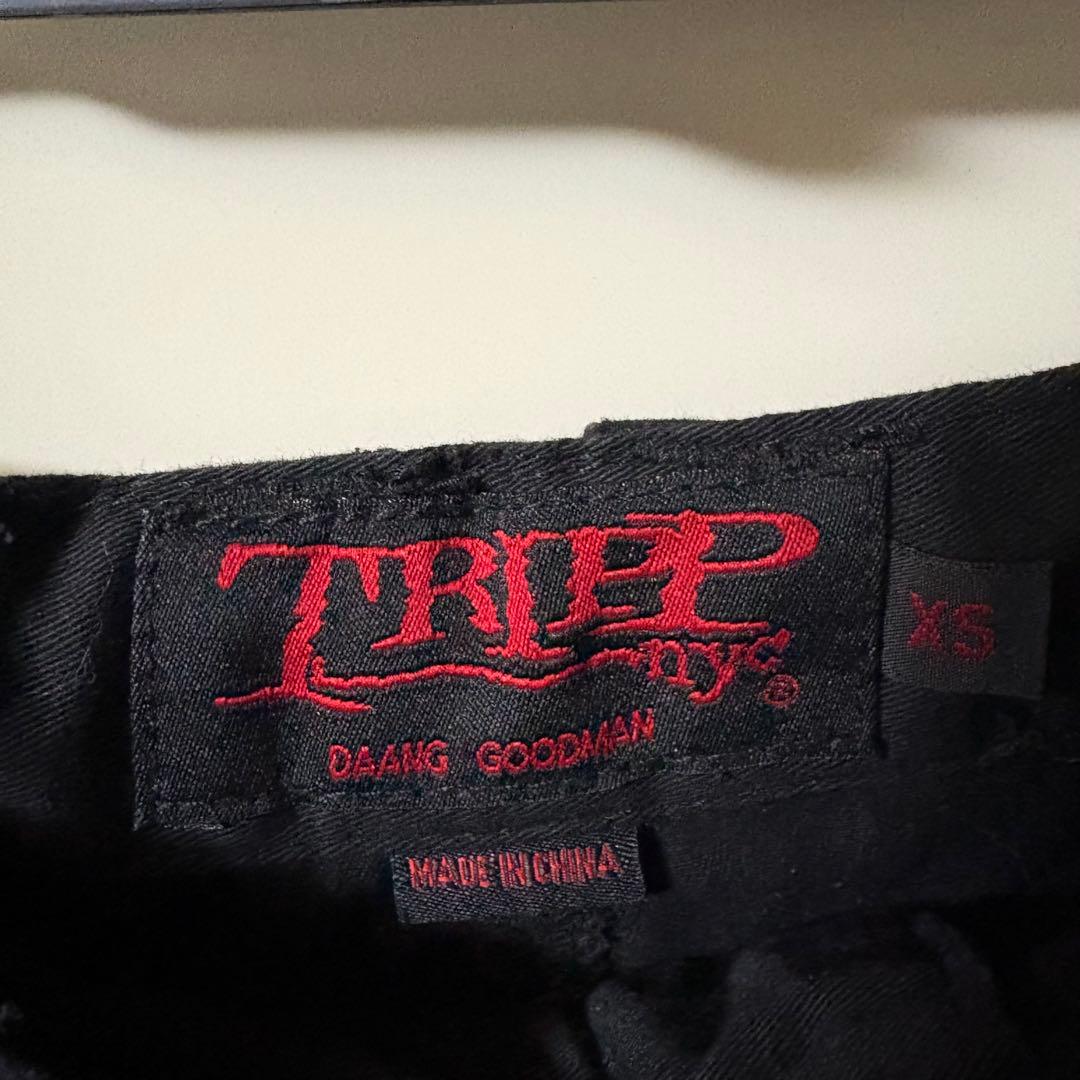 TRIPP
nyc®
XS
DAANG GOODMAN
MADE IN CHINA